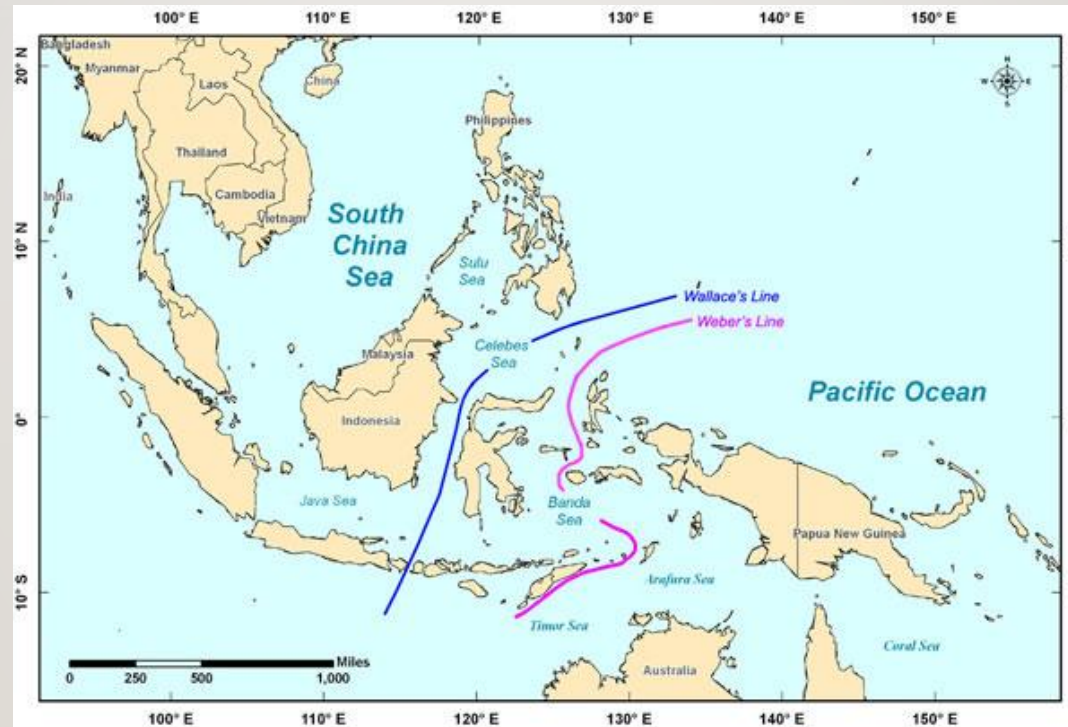 100° E 110° E 120° E 130° E 140° E 150° E
20° N
10° N
0°
10° S
Bangladesh
Myanmar
Laos
China
N
W E
S
Thailand
Philippines
India
Cambodia
Vietnam
South
China
Sea
Sulu
Sea
Wallace's Line
Weber's Line
Celebes
Sea
Malaysia
Pacific Ocean
Indonesia
Java Sea
Banda
Sea
Papua New Guinea
Arafura Sea
Timor Sea
Coral Sea
Australia
Miles
0 250 500 1,000
100° E 110° E 120° E 130° E 140° E 150° E